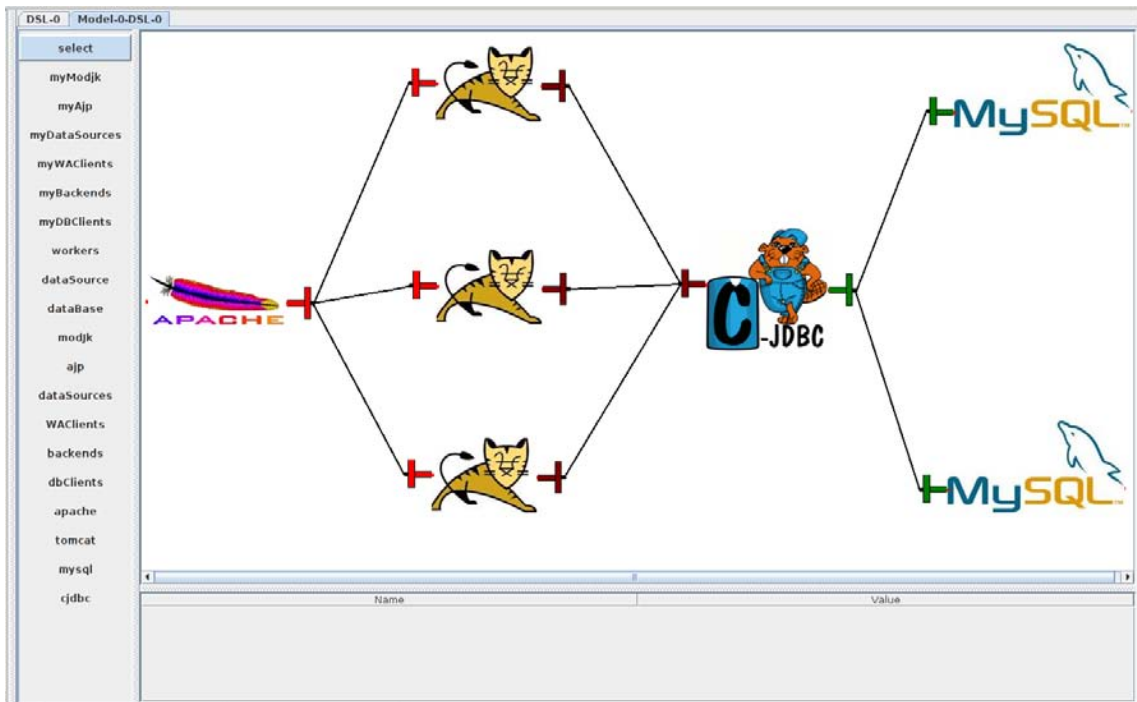 DSL-0 Model-0-DSL-0
select
myModjk
myAjp
myDataSources
myWAClients
myBackends
myDBClients
workers
dataSource
dataBase
modjk
ajp
dataSources
WAClients
backends
dbClients
apache
tomcat
mysql
cjdbc
APACHE
C-JDBC
MySQL
MySQL
Name Value